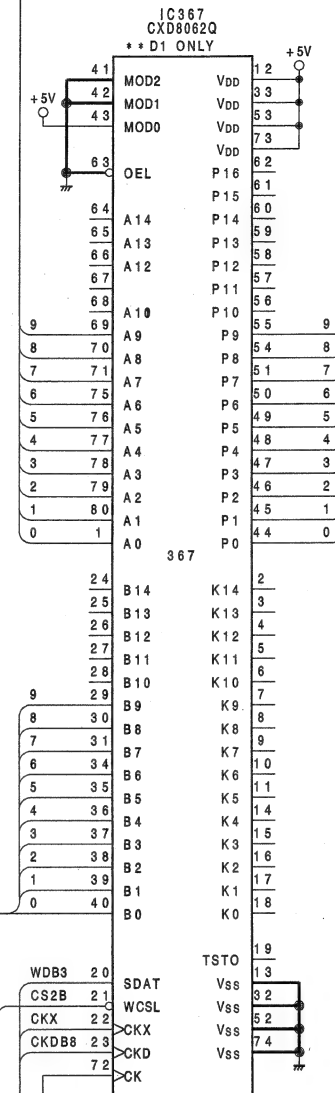 IC367
CXD8062Q
**D1 ONLY
+5V
41 MOD2 VDD 12
42 MOD1 VDD 33
+5V 43 MOD0 VDD 53
VDD 73
63 OEL P16 62
P15 61
64 A14 P14 60
65 A13 P13 59
66 A12 P12 58
67 P11 57
68 A10 P10 56
9 69 A9 P9 55 9
8 70 A8 P8 54 8
7 71 A7 P7 51 7
6 75 A6 P6 50 6
5 76 A5 P5 49 5
4 77 A4 P4 48 4
3 78 A3 P3 47 3
2 79 A2 P2 46 2
1 80 A1 P1 45 1
0 1 A0 P0 44 0
367
24 B14 K14 2
25 B13 K13 3
26 B12 K12 4
27 B11 K11 5
28 B10 K10 6
9 29 B9 K9 7
8 30 B8 K8 8
7 31 B7 K7 9
6 34 B6 K6 10
5 35 B5 K5 11
4 36 B4 K4 14
3 37 B3 K3 15
2 38 B2 K2 16
1 39 B1 K1 17
0 40 B0 K0 18
TSTO 19
WDB3 20 SDAT VSS 13
CS2B 21 WCSL VSS 32
CKX 22 CKX VSS 52
CKDB8 23 CKD VSS 74
72 CK